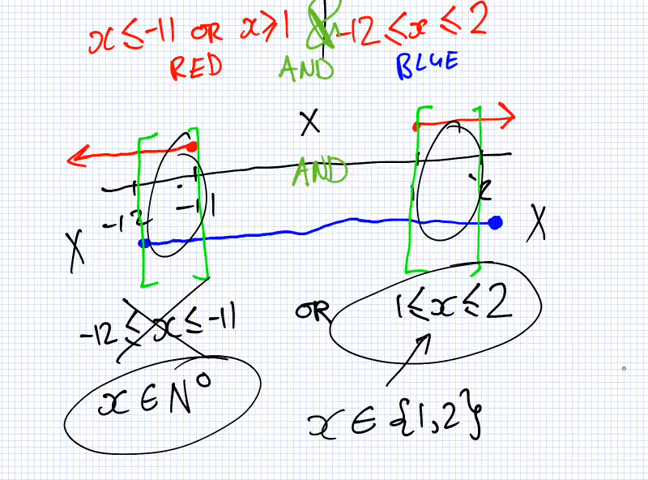 x ≤ -11 OR x ≥ 1 & -12 ≤ x ≤ 2
RED AND BLUE
X
AND
-12 -11 1 2
X X
-12 ≤ x ≤ -11 OR 1 ≤ x ≤ 2
x ∈ N⁰
x ∈ {1,2}